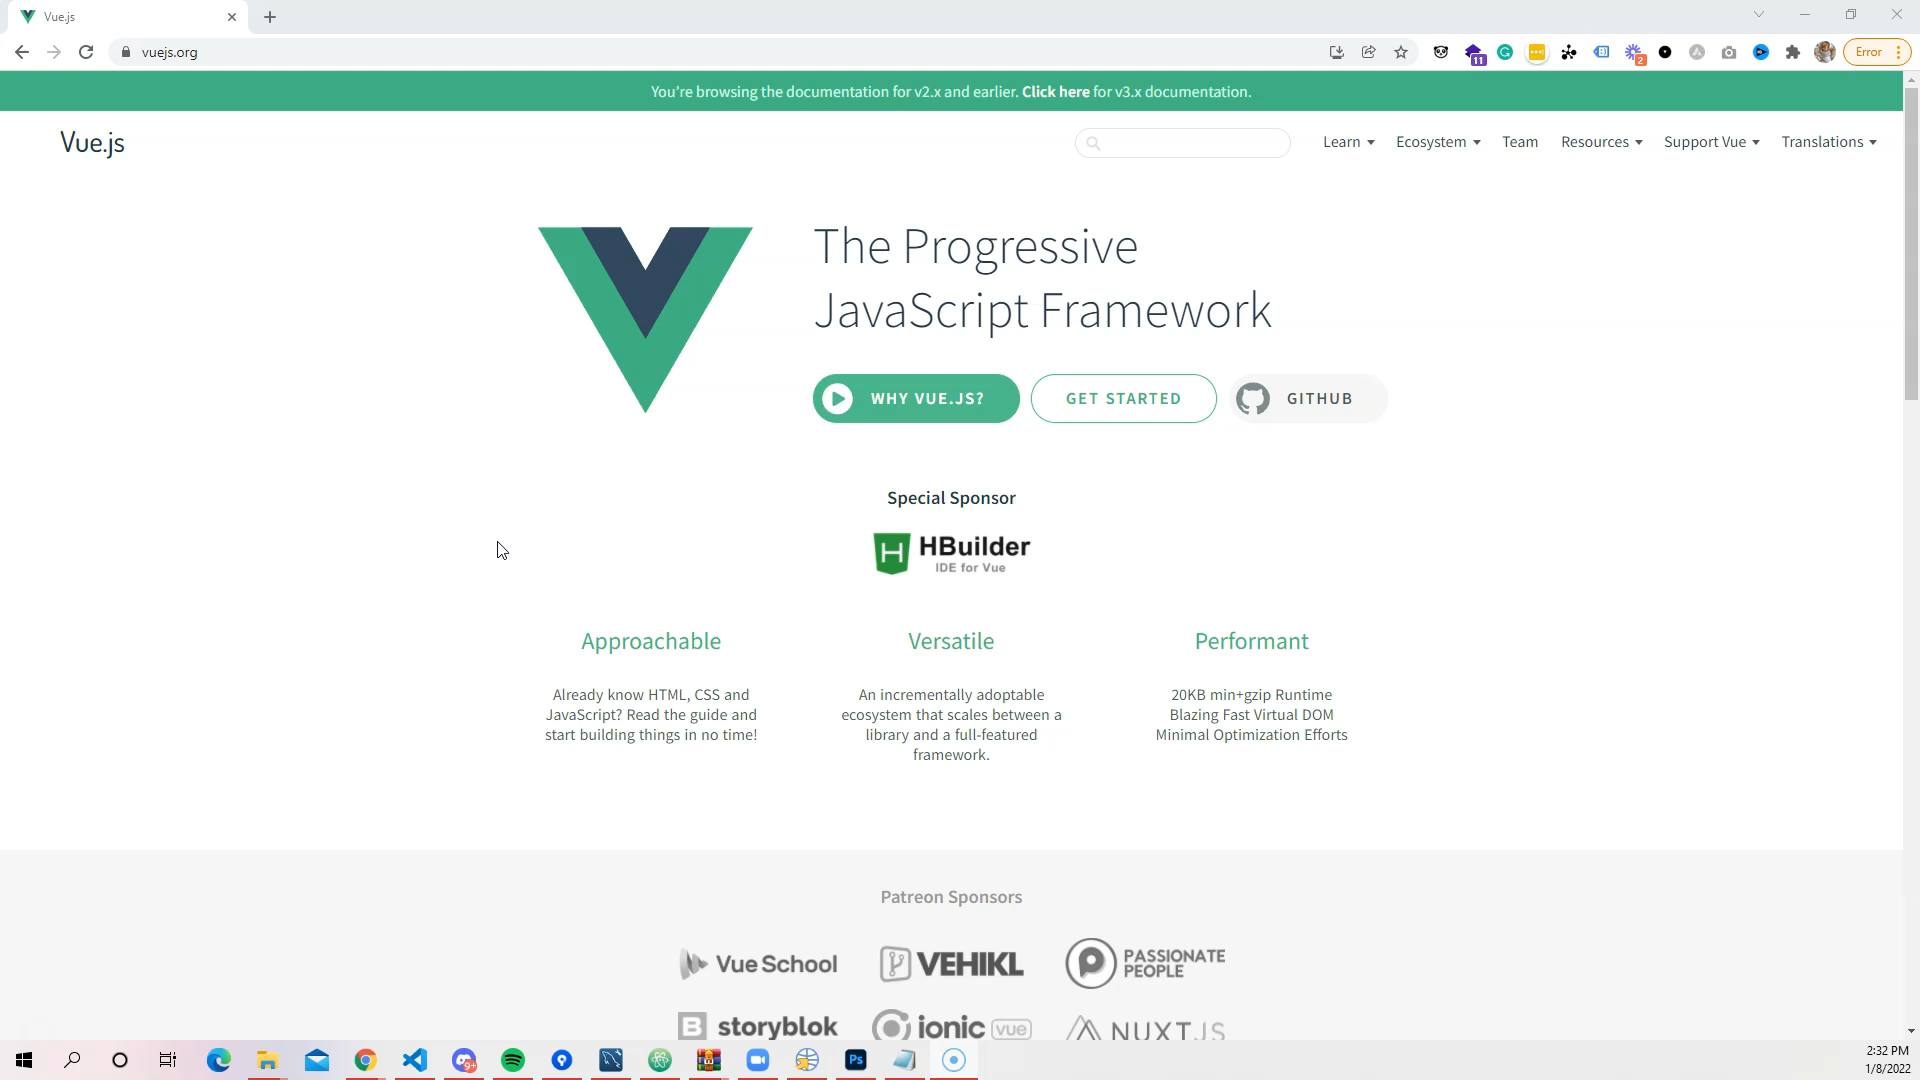 Vue.js
vuejs.org
11
2
Error
You're browsing the documentation for v2.x and earlier. Click here for v3.x documentation.
Vue.js
Learn
Ecosystem
Team
Resources
Support Vue
Translations
The Progressive
JavaScript Framework
WHY VUE.JS?
GET STARTED
GITHUB
Special Sponsor
H HBuilder
IDE for Vue
Approachable
Versatile
Performant
Already know HTML, CSS and
JavaScript? Read the guide and
start building things in no time!
An incrementally adoptable
ecosystem that scales between a
library and a full-featured
framework.
20KB min+gzip Runtime
Blazing Fast Virtual DOM
Minimal Optimization Efforts
Patreon Sponsors
Vue School
VEHIKL
PASSIONATE
PEOPLE
B storyblok
ionic vue
NUXTJS
9+
Ps
2:32 PM
1/8/2022